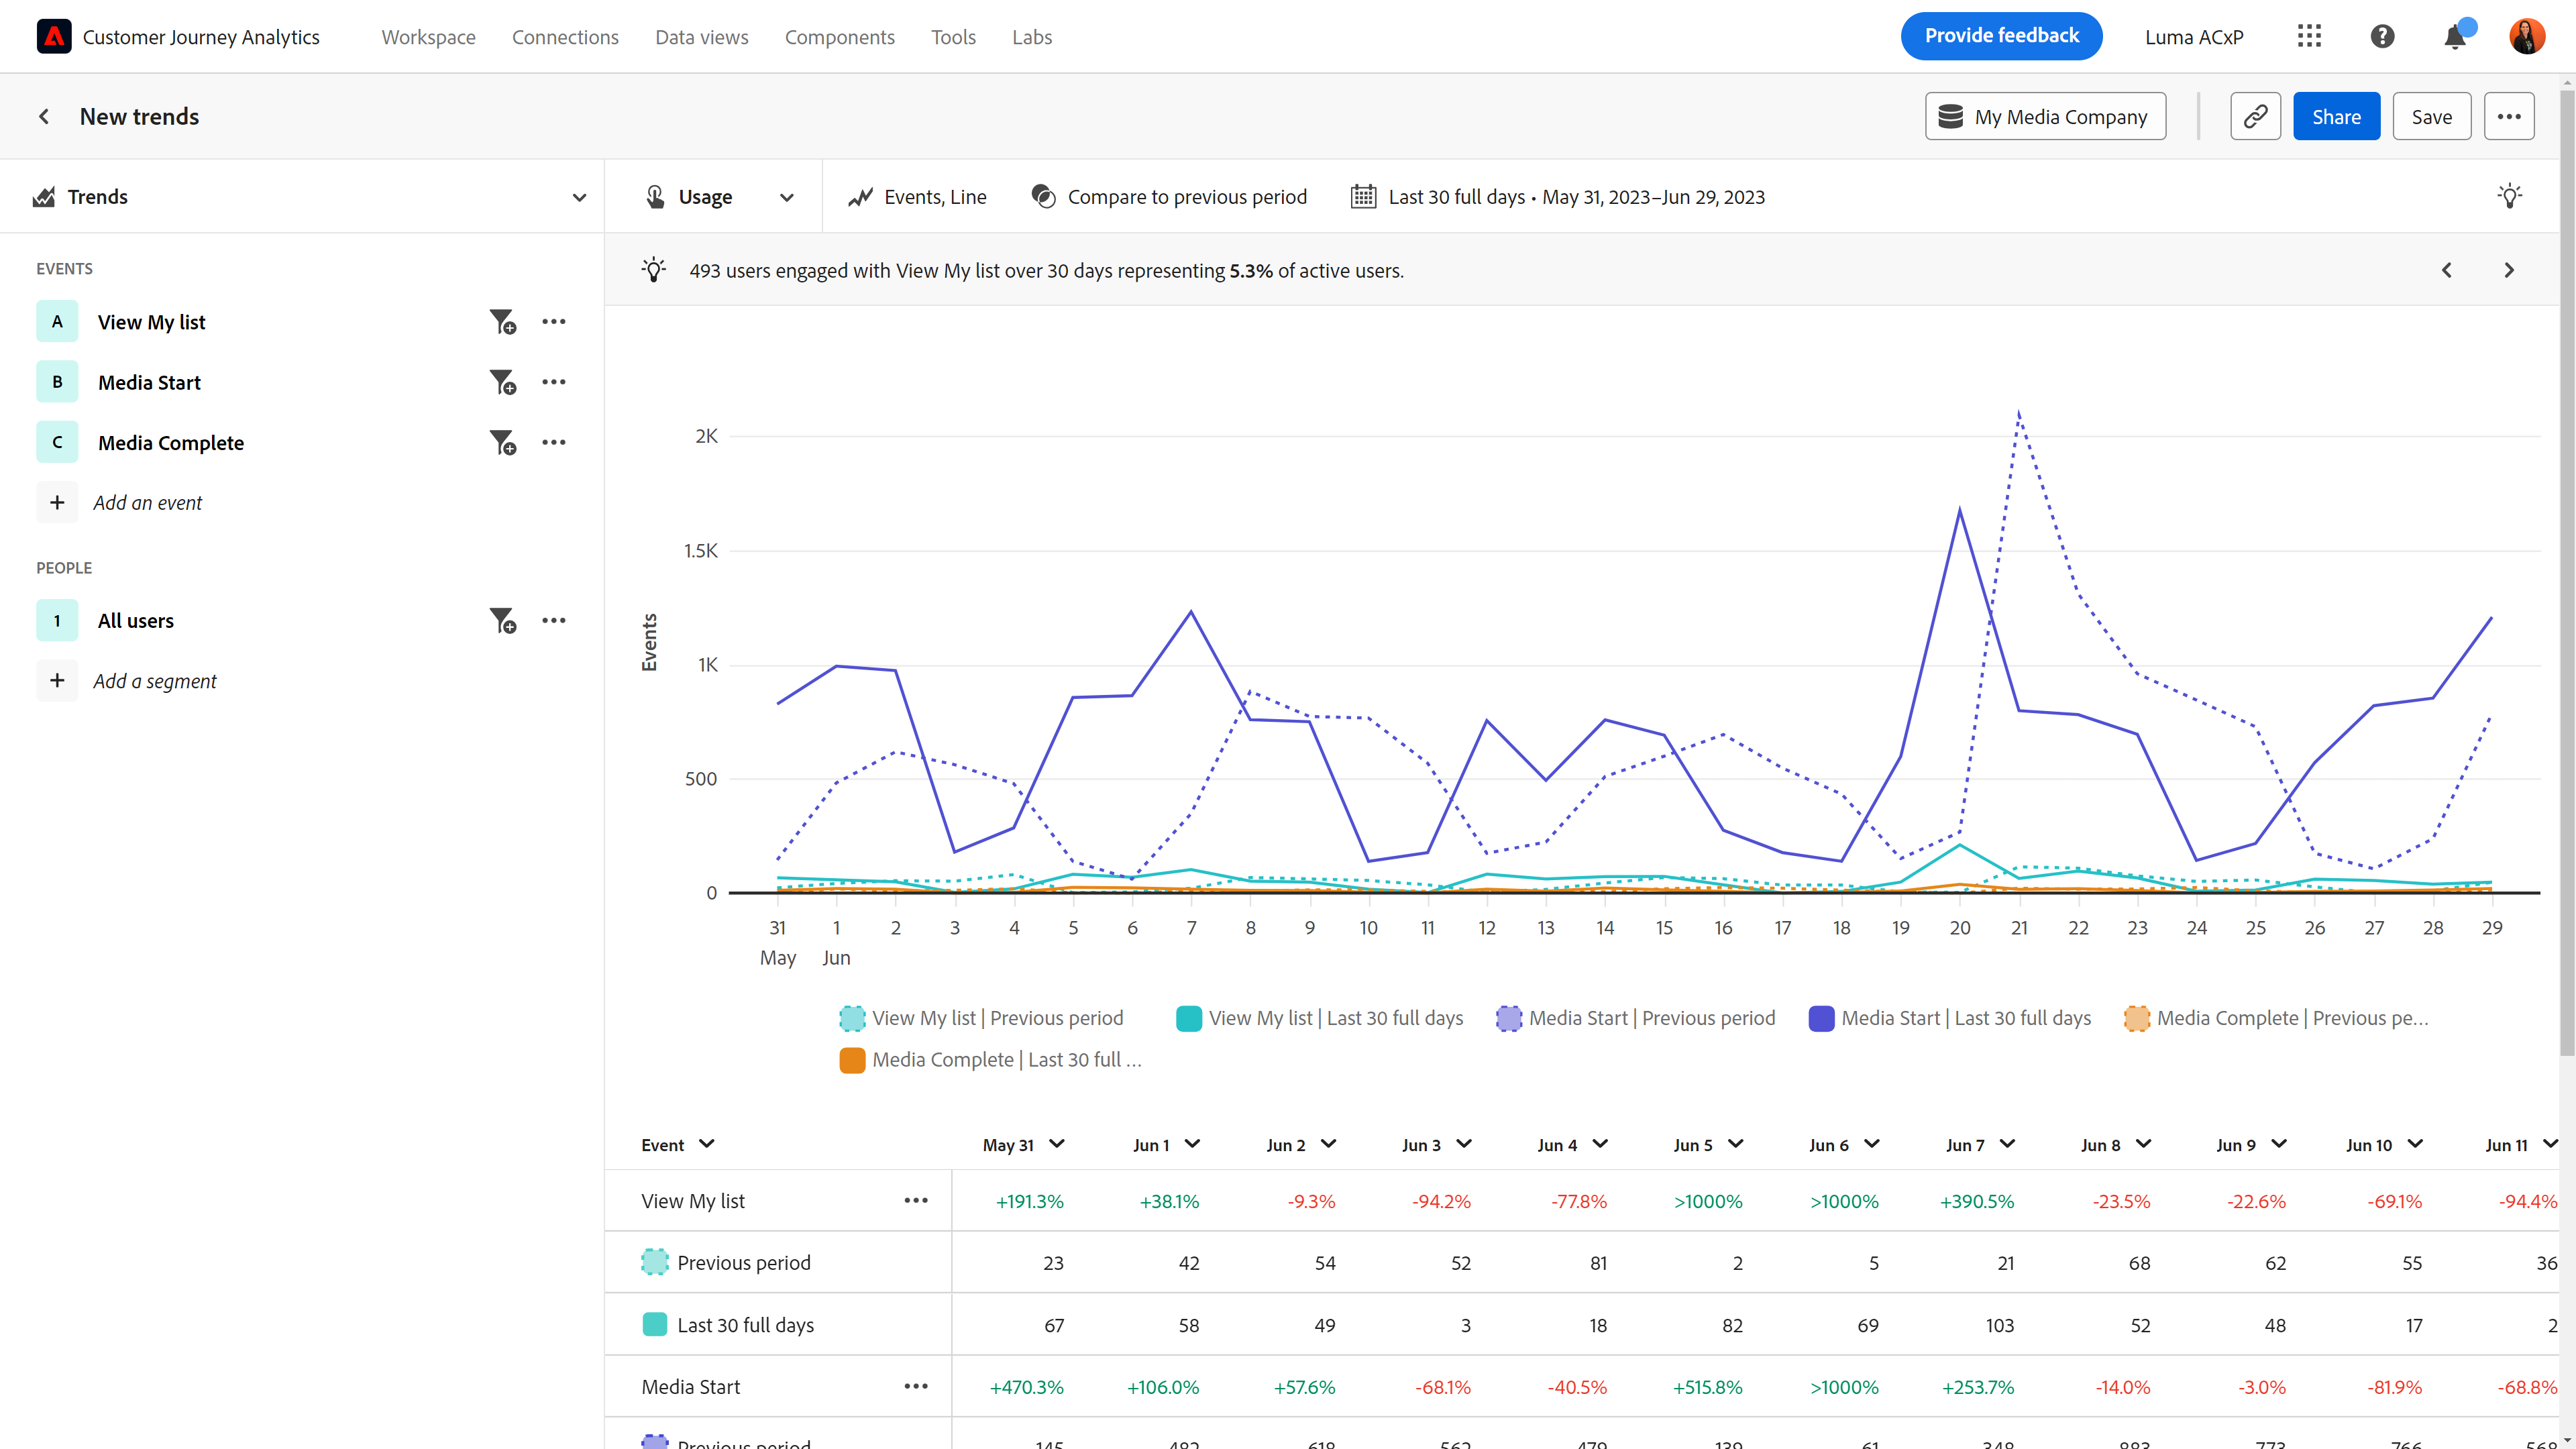 Customer Journey Analytics Workspace Connections Data views Components Tools Labs Provide feedback Luma ACxP
New trends My Media Company Share Save
Trends Usage Events, Line Compare to previous period Last 30 full days • May 31, 2023–Jun 29, 2023
EVENTS
493 users engaged with View My list over 30 days representing 5.3% of active users.
A View My list
B Media Start
C Media Complete
+ Add an event
PEOPLE
1 All users
+ Add a segment
Events
2K
1.5K
1K
500
0
31 1 2 3 4 5 6 7 8 9 10 11 12 13 14 15 16 17 18 19 20 21 22 23 24 25 26 27 28 29
May Jun
View My list | Previous period View My list | Last 30 full days Media Start | Previous period Media Start | Last 30 full days Media Complete | Previous pe...
Media Complete | Last 30 full ...
Event May 31 Jun 1 Jun 2 Jun 3 Jun 4 Jun 5 Jun 6 Jun 7 Jun 8 Jun 9 Jun 10 Jun 11
View My list +191.3% +38.1% -9.3% -94.2% -77.8% >1000% >1000% +390.5% -23.5% -22.6% -69.1% -94.4%
Previous period 23 42 54 52 81 2 5 21 68 62 55 36
Last 30 full days 67 58 49 3 18 82 69 103 52 48 17 2
Media Start +470.3% +106.0% +57.6% -68.1% -40.5% +515.8% >1000% +253.7% -14.0% -3.0% -81.9% -68.8%
Previous period 145 482 618 562 479 139 61 348 883 773 766 568